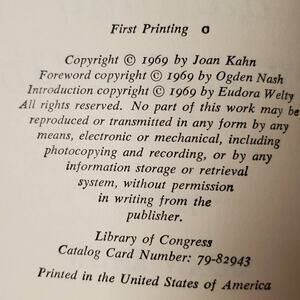 First Printing
Copyright © 1969 by Joan Kahn
Foreword copyright © 1969 by Ogden Nash
Introduction copyright © 1969 by Eudora Welty
All rights reserved. No part of this work may be
reproduced or transmitted in any form by any
means, electronic or mechanical, including
photocopying and recording, or by any
information storage or retrieval
system, without permission
in writing from the
publisher.
Library of Congress
Catalog Card Number: 79-82943
Printed in the United States of America